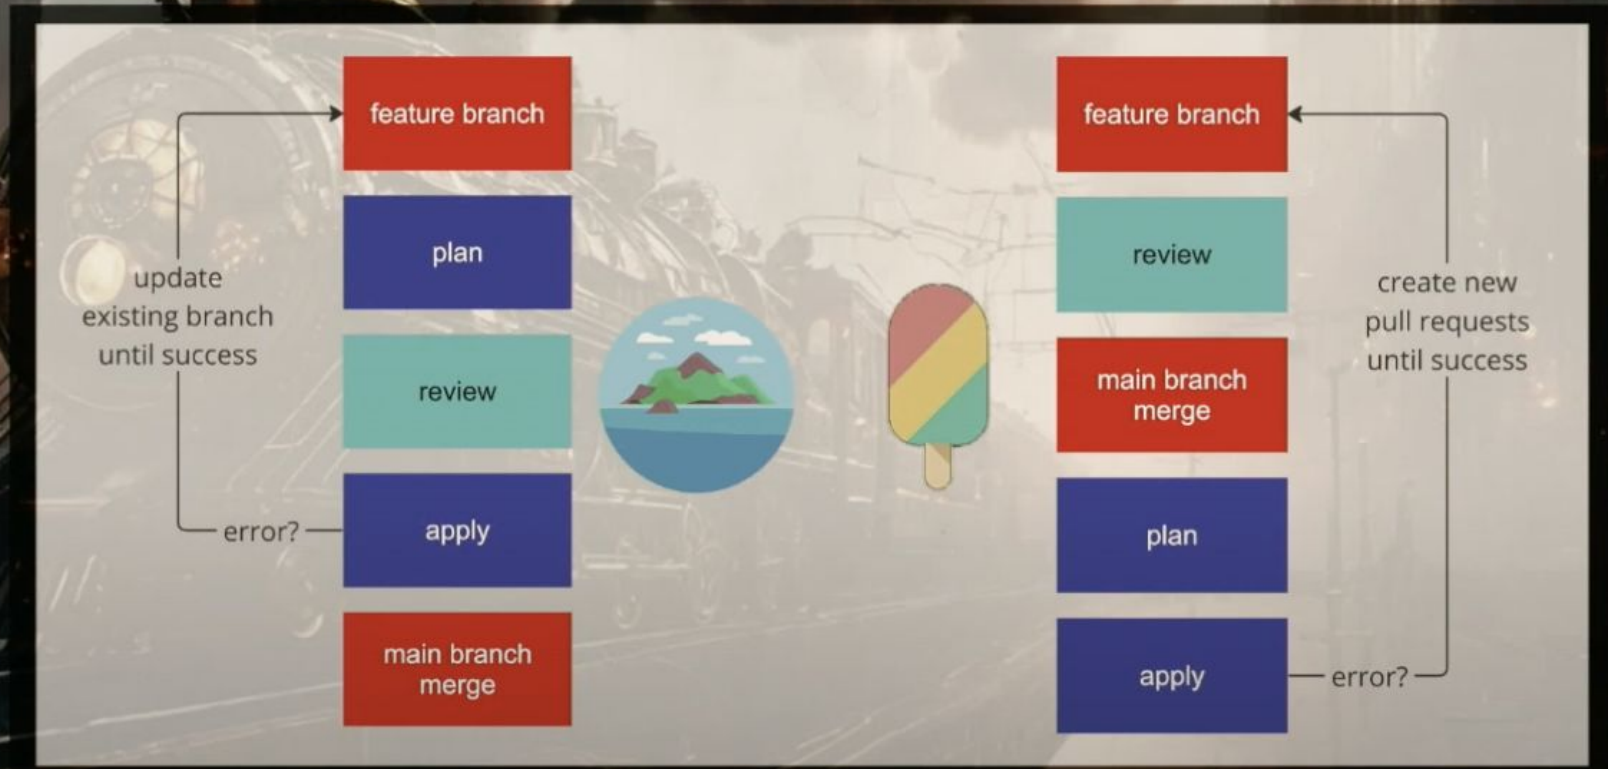 feature branch
plan
review
apply
main branch
merge
update
existing branch
until success
error?
feature branch
review
main branch
merge
plan
apply
create new
pull requests
until success
error?